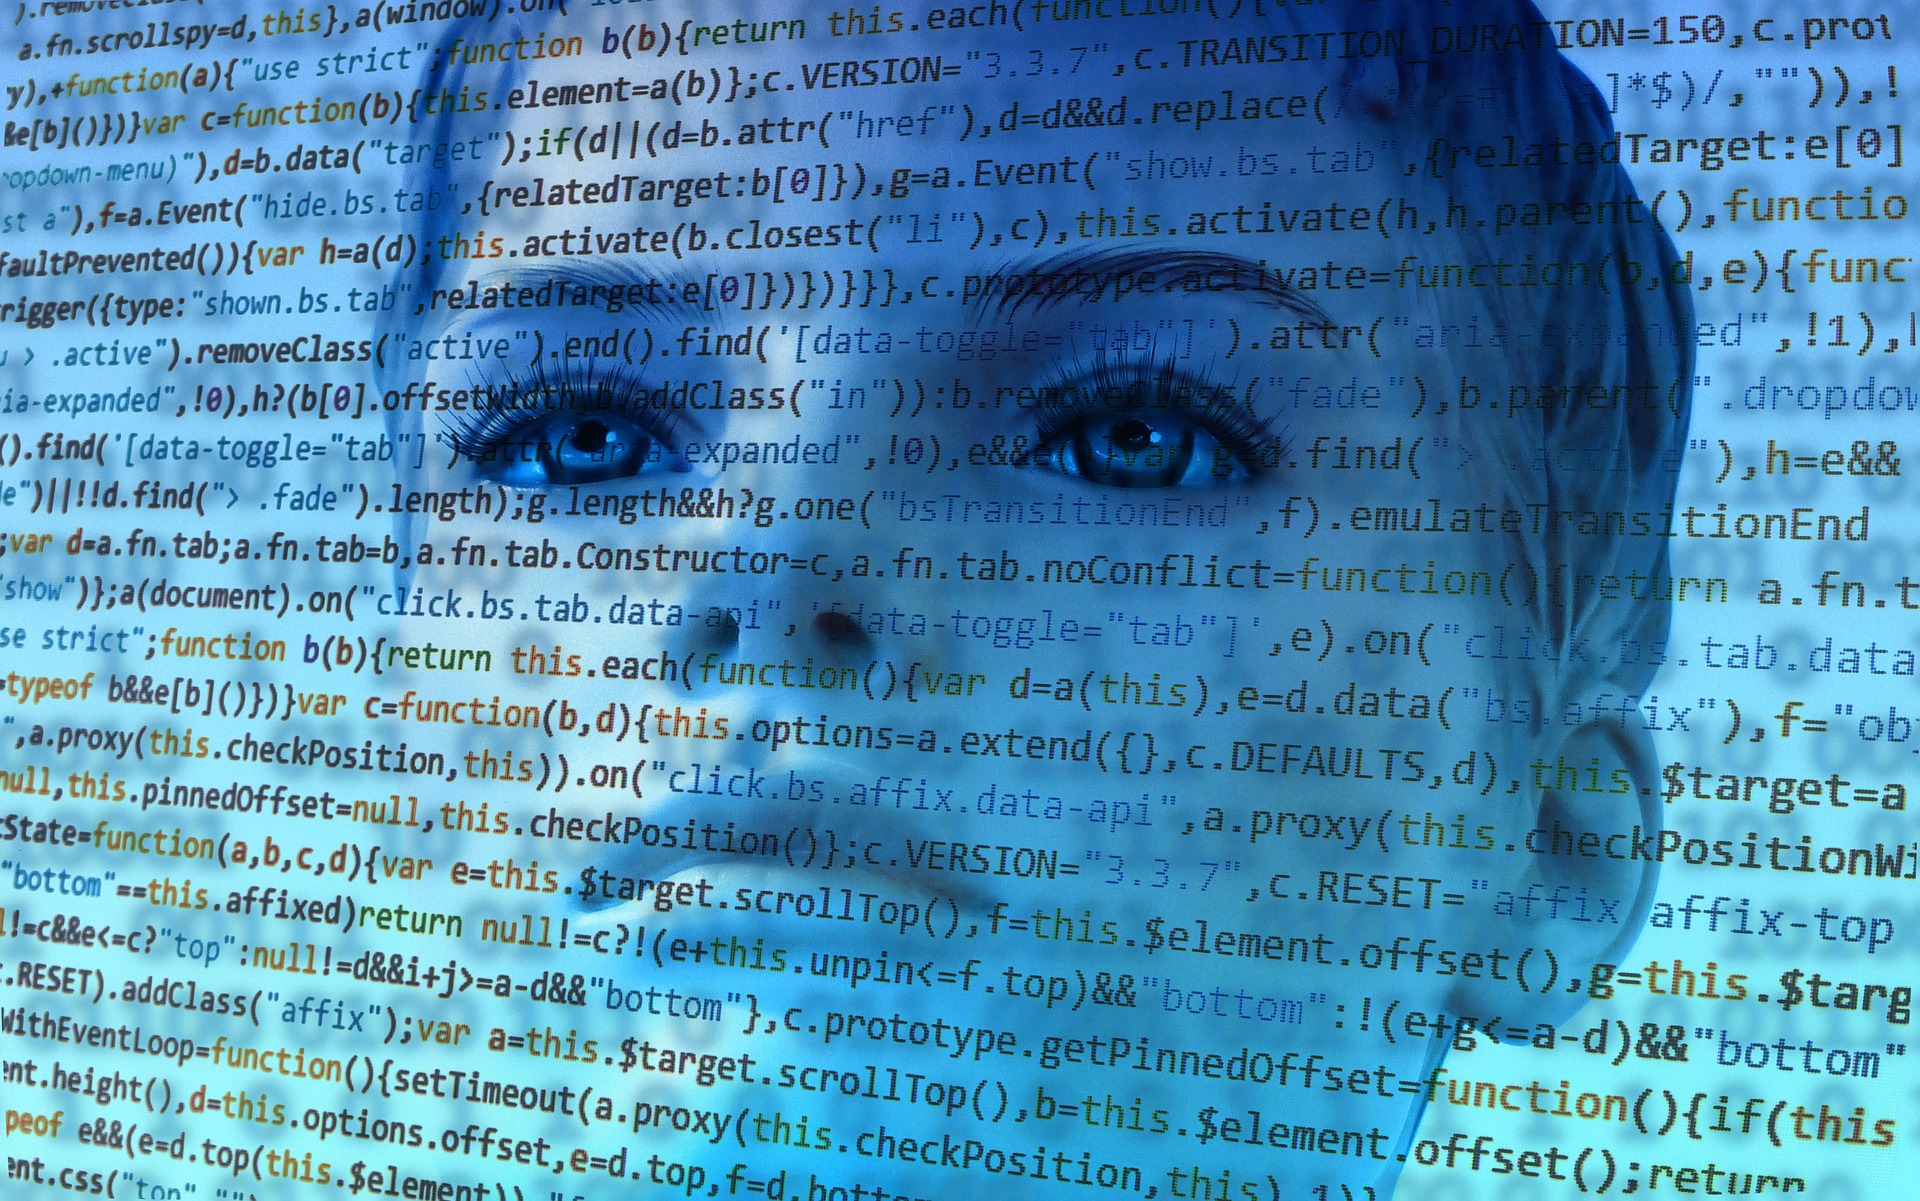 ).removeClass(
a.fn.scrollspy=d,this},a(window).on(
y),+function(a){"use strict";function b(b){return this.each(function(){
&e[b]()})}var c=function(b){this.element=a(b)};c.VERSION="3.3.7",c.TRANSITION_DURATION=150,c.prot
opdown-menu)"),d=b.data("target");if(d||(d=b.attr("href"),d=d&&d.replace(/ ]*$)/,"")),!
st a"),f=a.Event("hide.bs.tab",{relatedTarget:b[0]}),g=a.Event("show.bs.tab",{relatedTarget:e[0]
faultPrevented()){var h=a(d);this.activate(b.closest("li"),c),this.activate(h,h.parent(),functio
rigger({type:"shown.bs.tab",relatedTarget:e[0]})})}}},c.prototype.activate=function(b,d,e){func
u > .active").removeClass("active").end().find('[data-toggle="tab"]').attr("aria-expanded",!1),
ia-expanded",!0),h?(b[0].offsetWidth,b.addClass("in")):b.removeClass("fade"),b.parent(".dropdow
().find('[data-toggle="tab"]').attr("aria-expanded",!0),e&&e()}var g=d.find("> .active"),h=e&&
e")||!!d.find("> .fade").length);g.length&&h?g.one("bsTransitionEnd",f).emulateTransitionEnd
;var d=a.fn.tab;a.fn.tab=b,a.fn.tab.Constructor=c,a.fn.tab.noConflict=function(){return a.fn.t
"show")};a(document).on("click.bs.tab.data-api",'[data-toggle="tab"]',e).on("click.bs.tab.data
se strict";function b(b){return this.each(function(){var d=a(this),e=d.data("bs.affix"),f="ob
typeof b&&e[b]()})}var c=function(b,d){this.options=a.extend({},c.DEFAULTS,d),this.$target=a
",a.proxy(this.checkPosition,this)).on("click.bs.affix.data-api",a.proxy(this.checkPositionWi
null,this.pinnedOffset=null,this.checkPosition()};c.VERSION="3.3.7",c.RESET="affix affix-top
State=function(a,b,c,d){var e=this.$target.scrollTop(),f=this.$element.offset(),g=this.$targ
"bottom"==this.affixed)return null!=c?!(e+this.unpin<=f.top)&&"bottom":!(e+g<=a-d)&&"bottom"
l!=c&&e<=c?"top":null!=d&&i+j>=a-d&&"bottom"},c.prototype.getPinnedOffset=function(){if(this
.RESET).addClass("affix");var a=this.$target.scrollTop(),b=this.$element.offset();return
WithEventLoop=function(){setTimeout(a.proxy(this.checkPosition,this),1)}
ent.height(),d=this.options.offset,e=d.top,f=d.bottom
peof e&&(e=d.top(this.$element)),
ent.css("top","")